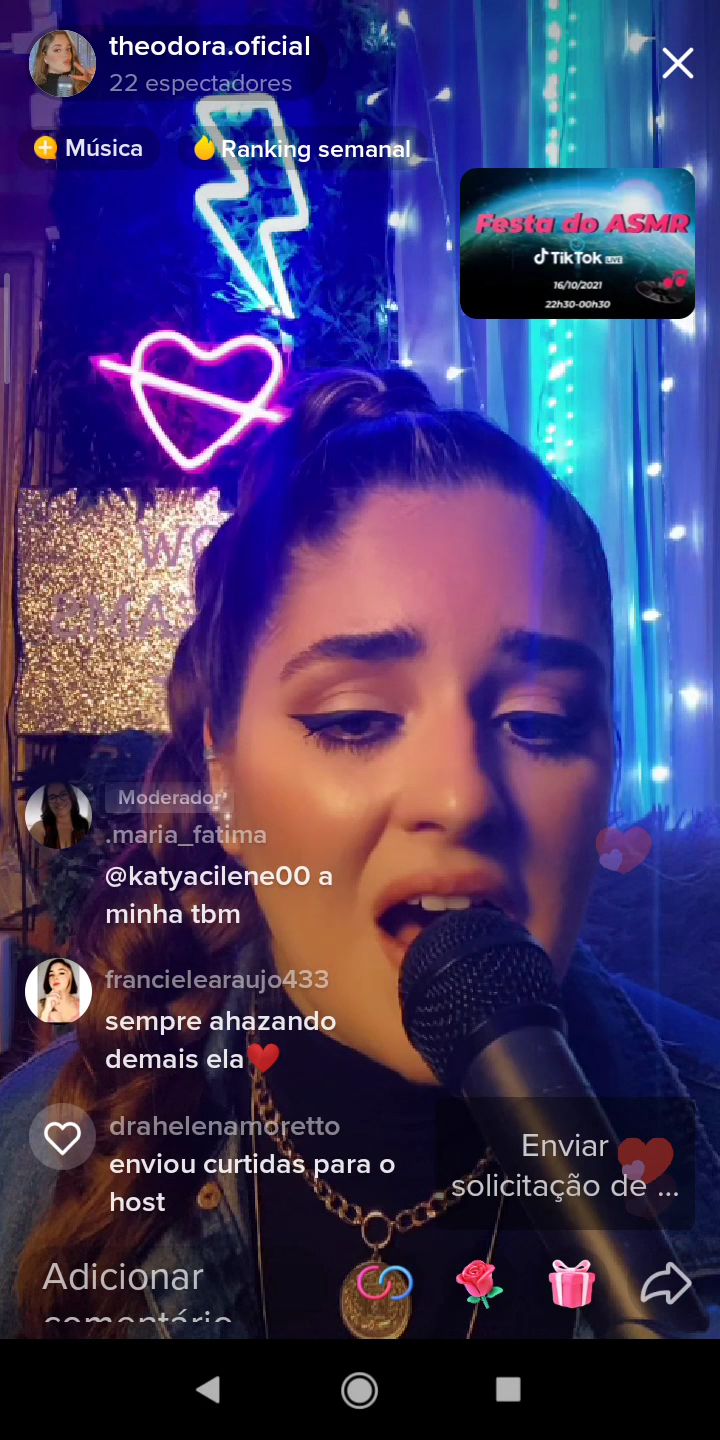 theodora.oficial
22 espectadores
Música
Ranking semanal
Festa do ASMR
TikTok LIVE
16/10/2021
22h30-00h30
Moderador
.maria_fatima
@katyacilene00 a
minha tbm
francielearaujo433
sempre ahazando
demais ela❤️
drahelenamoretto
enviou curtidas para o
host
Enviar
solicitação de ...
Adicionar
comentário